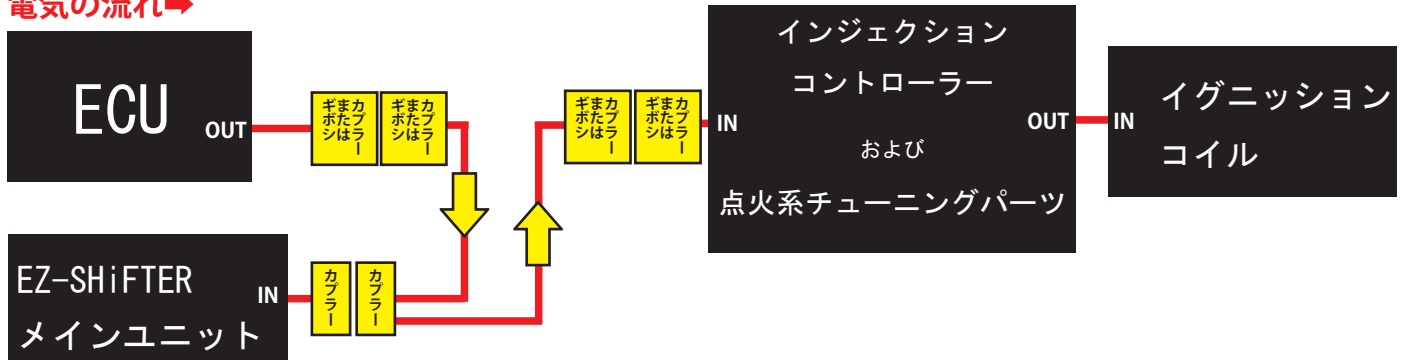 電気の流れ➡
ECU
OUT
カプラー
または
ギボシ
カプラー
または
ギボシ
カプラー
または
ギボシ
カプラー
または
ギボシ
IN
インジェクション
コントローラー
および
点火系チューニングパーツ
OUT
IN
イグニッション
コイル
EZ-SHiFTER
メインユニット
IN
カプラー
カプラー